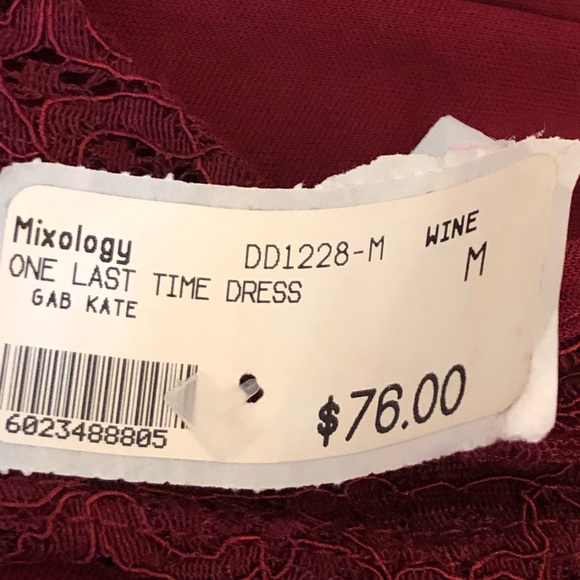 Mixology DD1228-M WINE
ONE LAST TIME DRESS M
GAB KATE
6023488805
$76.00